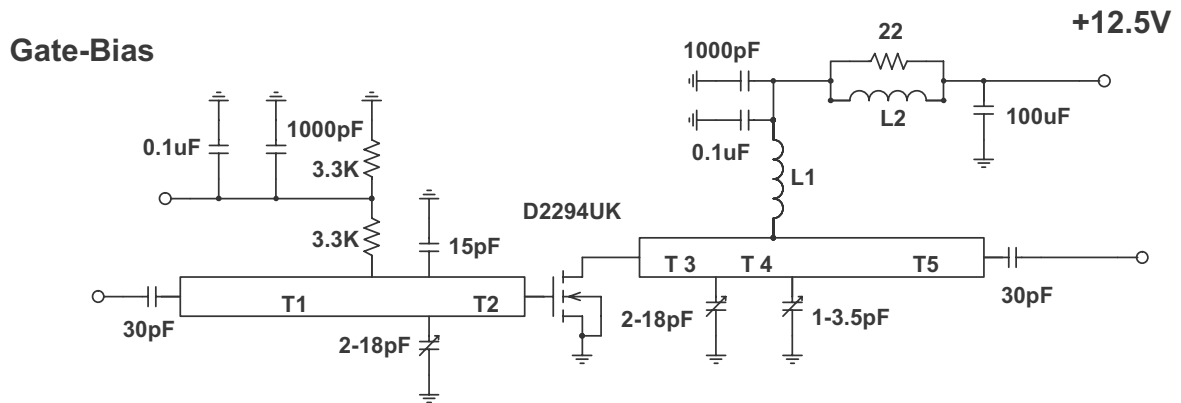 +12.5V
22
Gate-Bias
1000pF
L2
100uF
1000pF
0.1uF
0.1uF
3.3K
L1
D2294UK
3.3K
15pF
T 3
T 4
T5
T1
T2
30pF
2-18pF
1-3.5pF
30pF
2-18pF